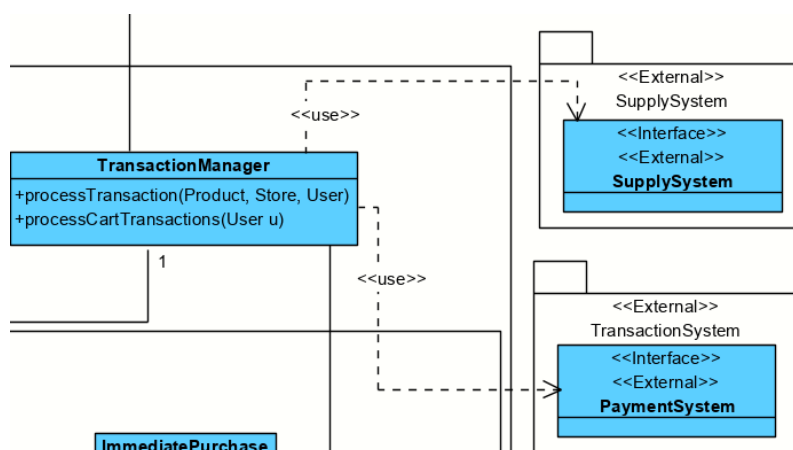 <<External>>
SupplySystem
<<use>>
<<Interface>>
<<External>>
SupplySystem
TransactionManager
+processTransaction(Product, Store, User)
+processCartTransactions(User u)
1
<<use>>
<<External>>
TransactionSystem
<<Interface>>
<<External>>
PaymentSystem
ImmediatePurchase